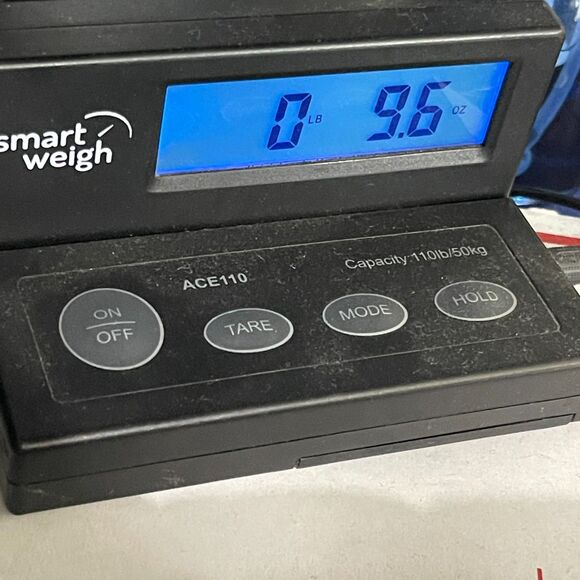 smart
weigh
0 LB 9.6 OZ
ACE110
Capacity:110lb/50kg
ON
OFF
TARE
MODE
HOLD